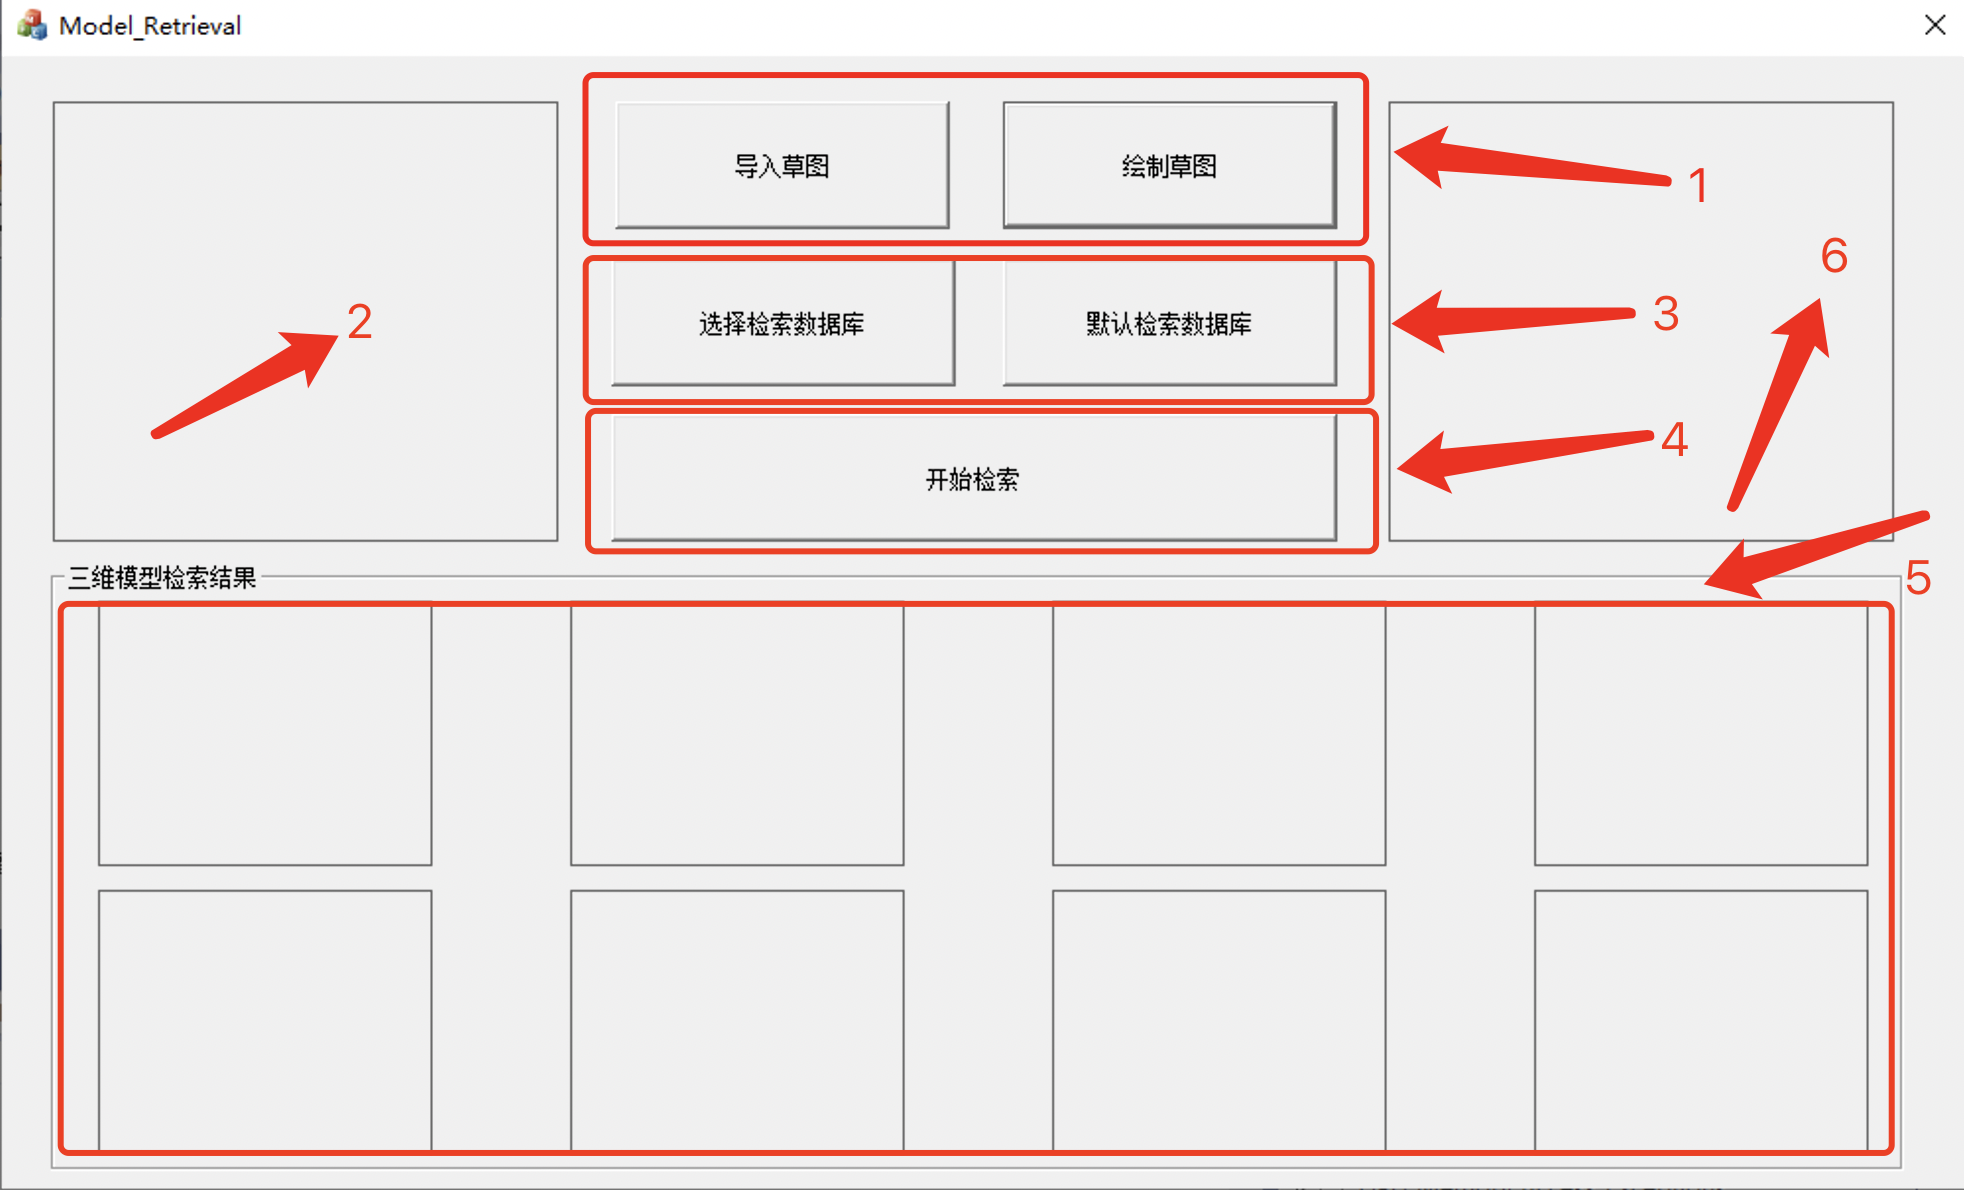 Model_Retrieval
导入草图
绘制草图
1
6
2
选择检索数据库
默认检索数据库
3
开始检索
4
三维模型检索结果
5